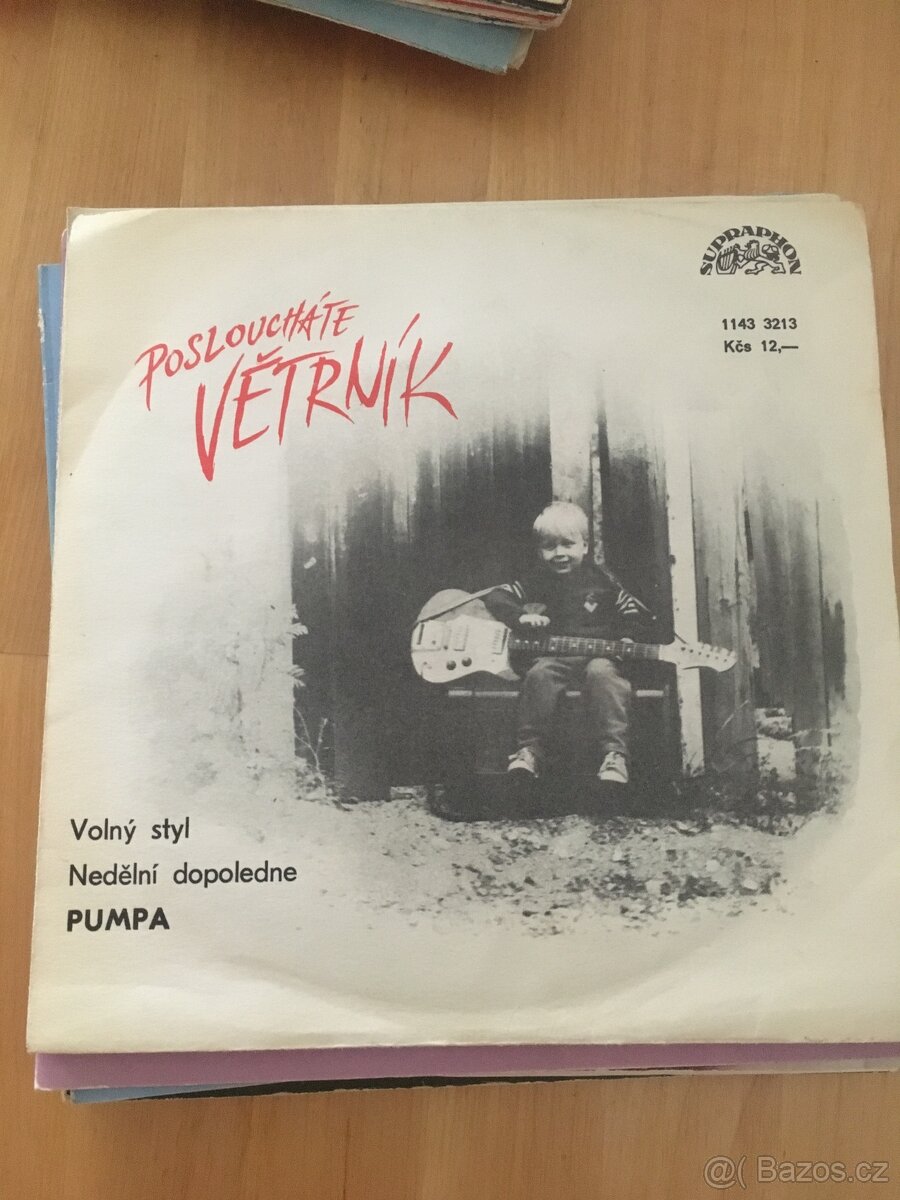 SUPRAPHON
1143 3213
Kčs 12,—
POSLOUCHÁTE
VĚTRNÍK
Volný styl
Nedělní dopoledne
PUMPA
@( Bazos.cz